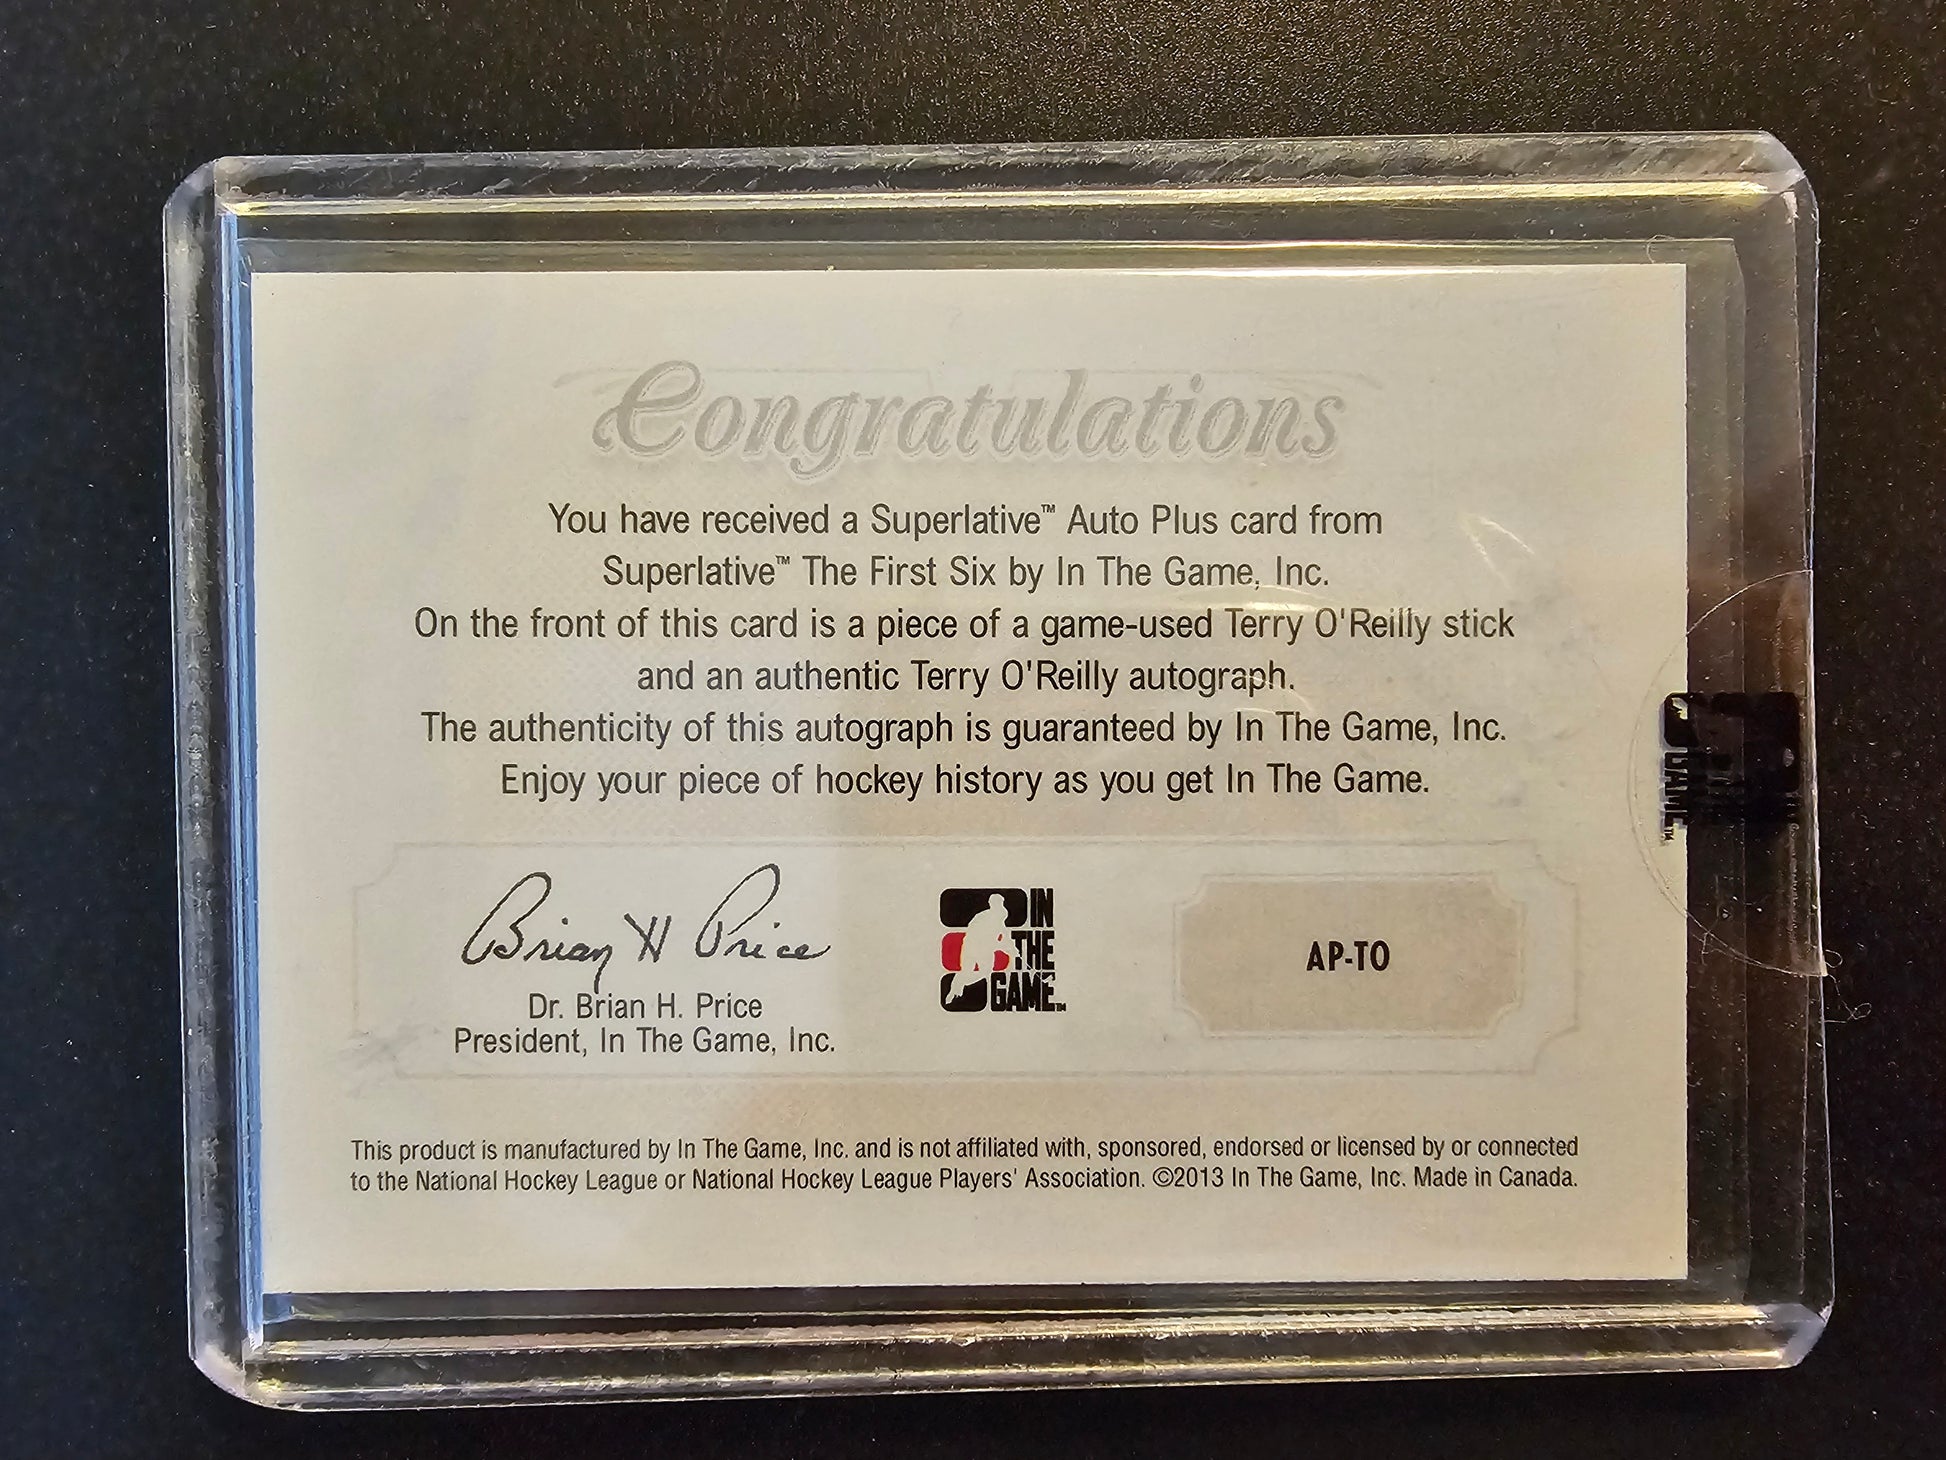 Congratulations
You have received a Superlative™ Auto Plus card from
Superlative™ The First Six by In The Game, Inc.
On the front of this card is a piece of a game-used Terry O'Reilly stick
and an authentic Terry O'Reilly autograph.
The authenticity of this autograph is guaranteed by In The Game, Inc.
Enjoy your piece of hockey history as you get In The Game.
Brian H Price
Dr. Brian H. Price
President, In The Game, Inc.
IN
THE
GAME™
AP-TO
This product is manufactured by In The Game, Inc. and is not affiliated with, sponsored, endorsed or licensed by or connected
to the National Hockey League or National Hockey League Players' Association. ©2013 In The Game, Inc. Made in Canada.
GAME™